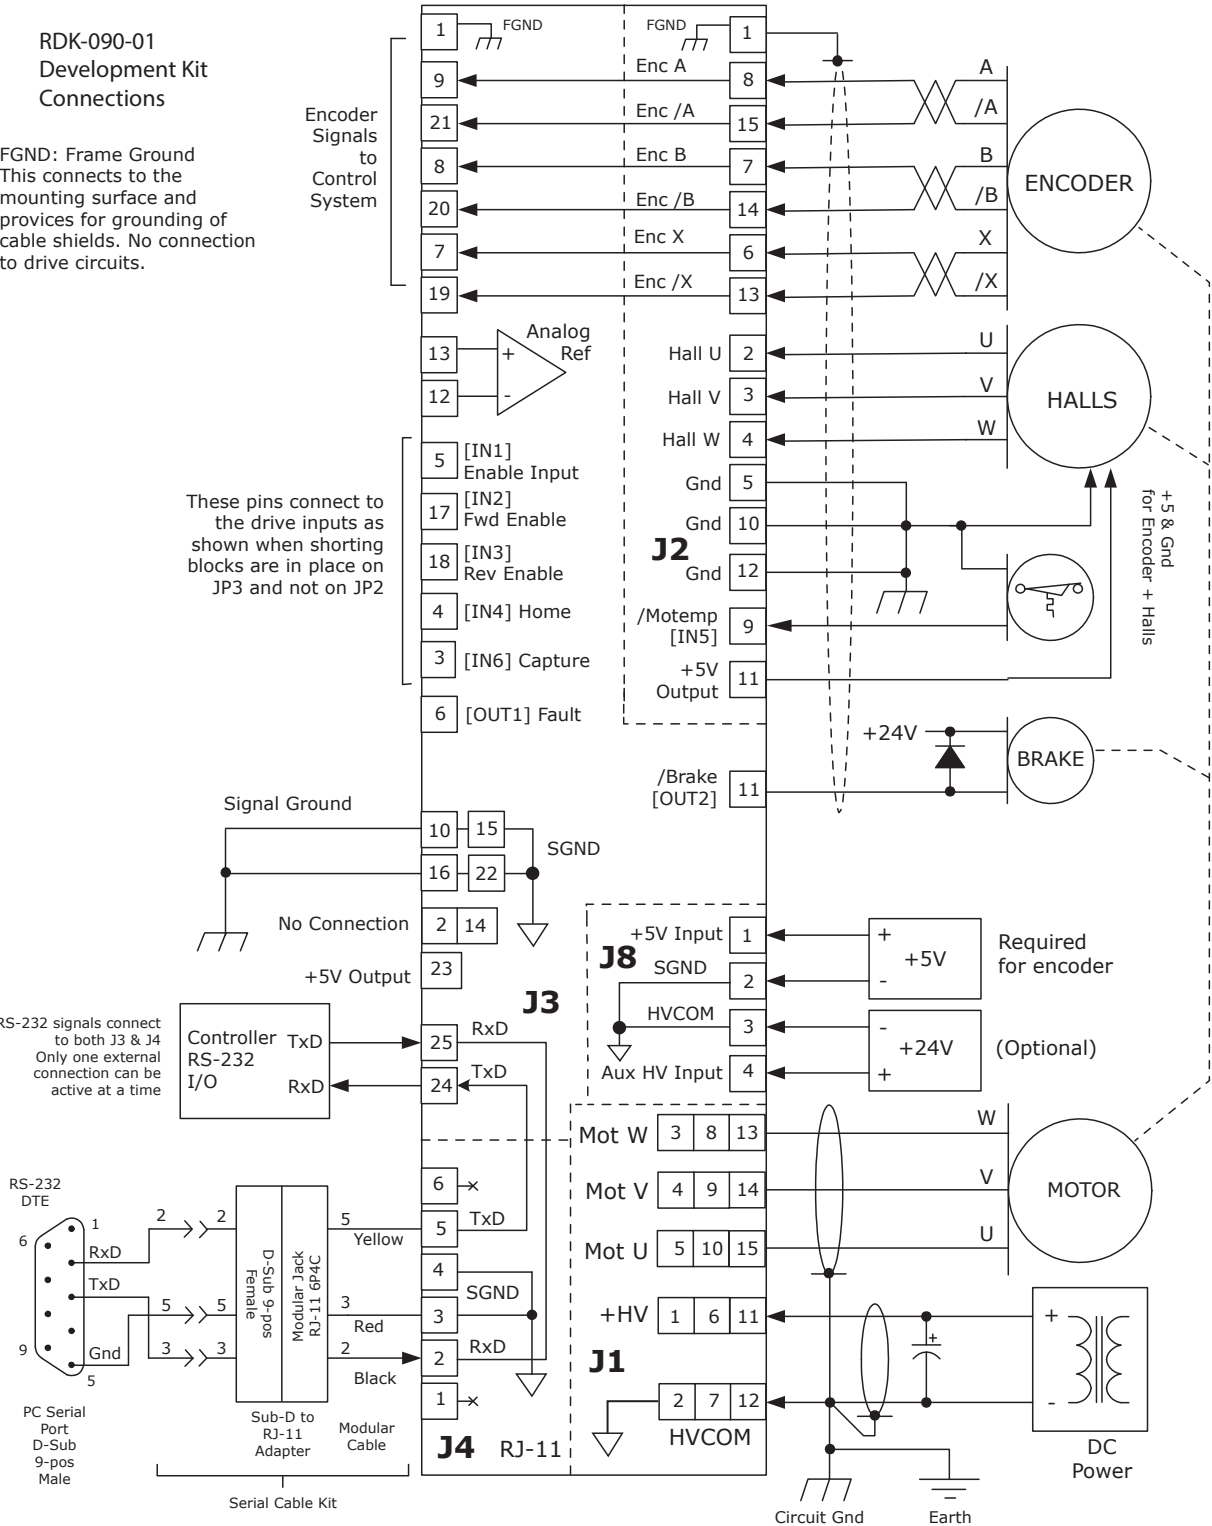 RDK-090-01
Development Kit
Connections
FGND: Frame Ground
This connects to the
mounting surface and
provices for grounding of
cable shields. No connection
to drive circuits.
Encoder
Signals
to
Control
System
1
FGND
FGND
1
9
Enc A
8
A
21
Enc /A
15
/A
8
Enc B
7
B
20
Enc /B
14
/B
7
Enc X
6
X
19
Enc /X
13
/X
ENCODER
13
+
12
-
Analog
Ref
Hall U
2
U
Hall V
3
V
Hall W
4
W
HALLS
Gnd
5
Gnd
10
J2
Gnd
12
/Motemp
[IN5]
9
+5V
Output
11
+5 & Gnd
for Encoder + Halls
These pins connect to
the drive inputs as
shown when shorting
blocks are in place on
JP3 and not on JP2
5
[IN1]
Enable Input
17
[IN2]
Fwd Enable
18
[IN3]
Rev Enable
4
[IN4] Home
3
[IN6] Capture
6
[OUT1] Fault
/Brake
[OUT2]
11
+24V
BRAKE
Signal Ground
10
15
16
22
SGND
No Connection
2
14
+5V Output
23
J3
J8
+5V Input
1
SGND
2
HVCOM
3
Aux HV Input
4
+
+5V
-
Required
for encoder
-
+24V
+
(Optional)
RS-232 signals connect
to both J3 & J4
Only one external
connection can be
active at a time
Controller
RS-232
I/O
TxD
RxD
25
RxD
24
TxD
Mot W
3
8
13
W
Mot V
4
9
14
V
Mot U
5
10
15
U
MOTOR
+HV
1
6
11
J1
2
7
12
HVCOM
+
+
-
DC
Power
Circuit Gnd
Earth
6
5
TxD
4
SGND
3
2
RxD
1
J4 RJ-11
RS-232
DTE
1
6
RxD
TxD
9
Gnd
5
PC Serial
Port
D-Sub
9-pos
Male
2
2
5
5
3
3
D-Sub 9-pos
Female
Modular Jack
RJ-11 6P4C
5
Yellow
3
Red
2
Black
Sub-D to
RJ-11
Adapter
Modular
Cable
Serial Cable Kit